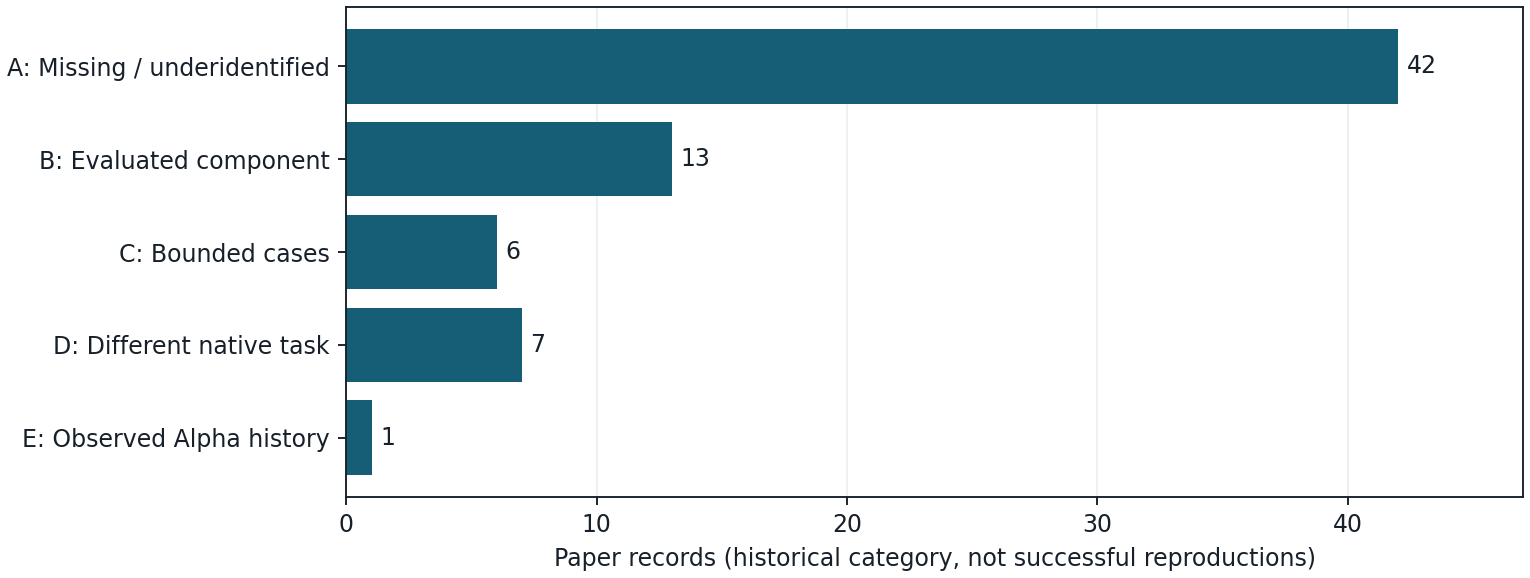 A: Missing / underidentified
42
B: Evaluated component
13
C: Bounded cases
6
D: Different native task
7
E: Observed Alpha history
1
0 10 20 30 40
Paper records (historical category, not successful reproductions)